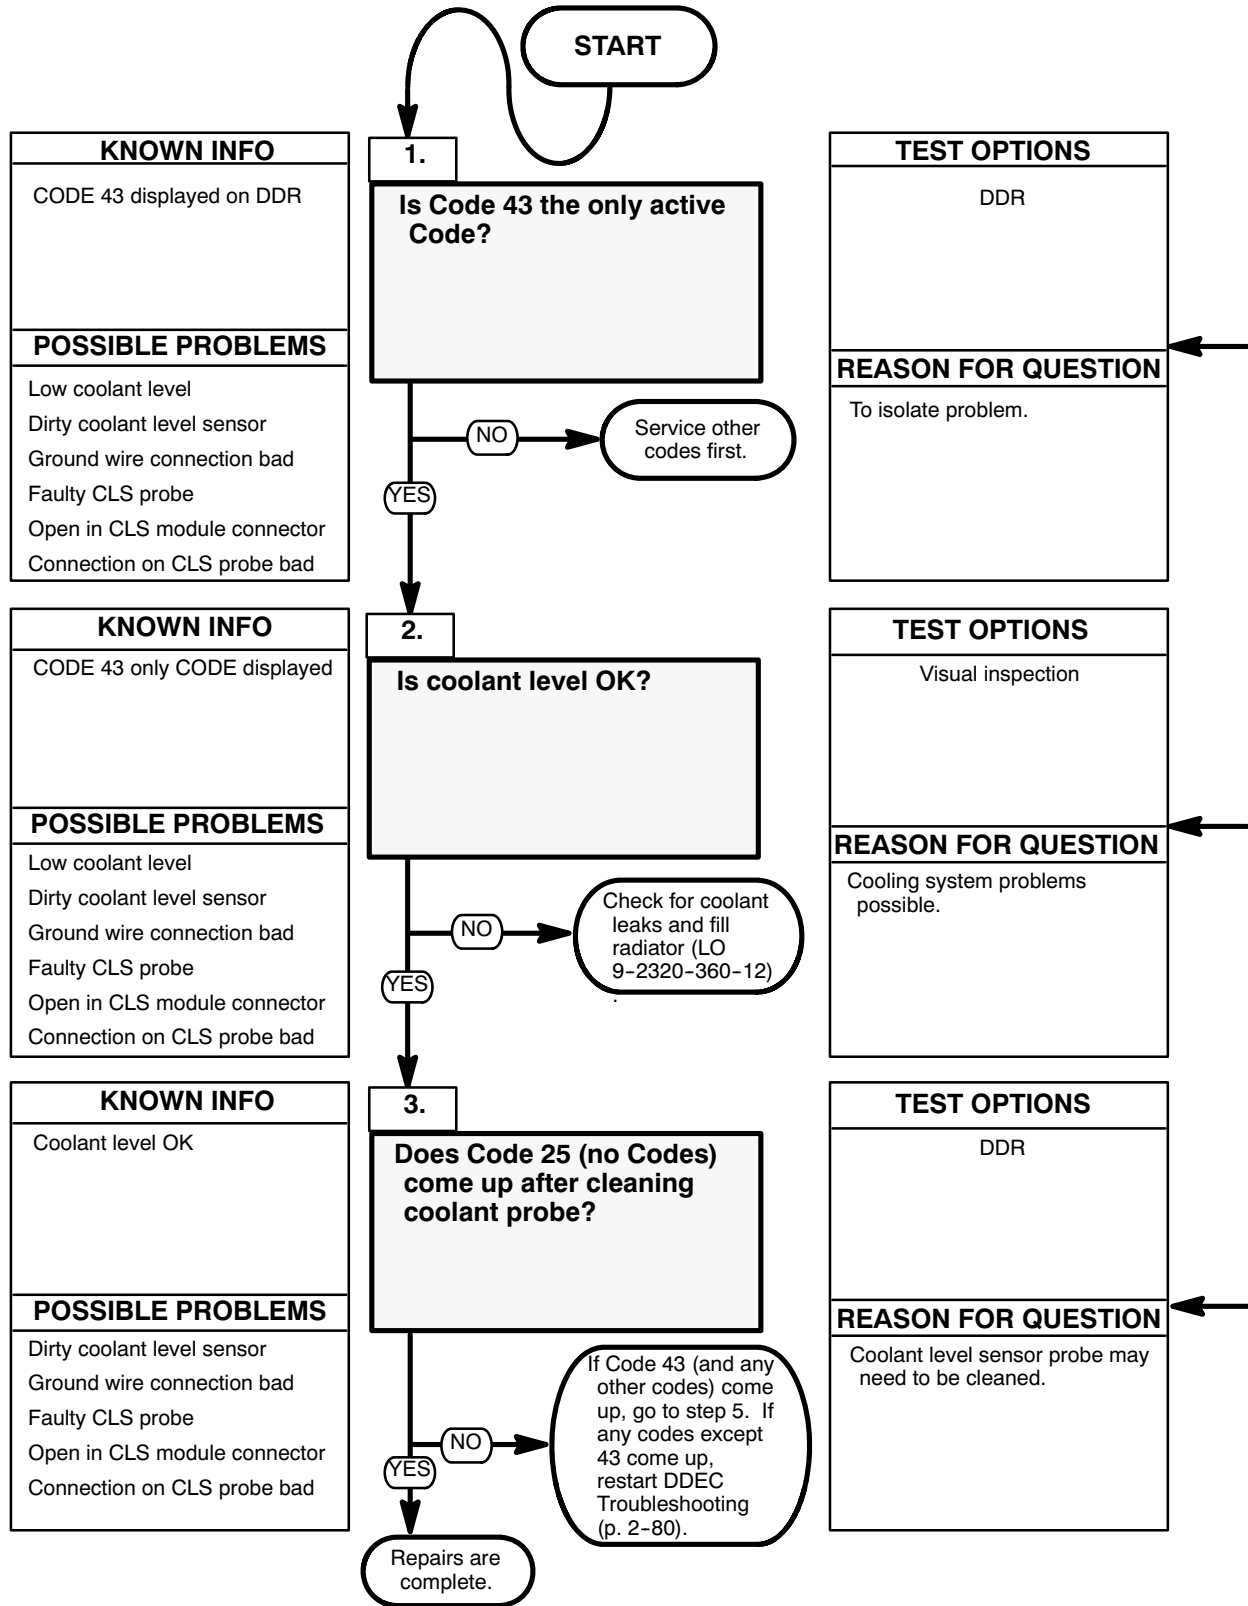 START
KNOWN INFO
CODE 43 displayed on DDR
POSSIBLE PROBLEMS
Low coolant level
Dirty coolant level sensor
Ground wire connection bad
Faulty CLS probe
Open in CLS module connector
Connection on CLS probe bad
1.
Is Code 43 the only active
Code?
NO
Service other
codes first.
YES
TEST OPTIONS
DDR
REASON FOR QUESTION
To isolate problem.
KNOWN INFO
CODE 43 only CODE displayed
POSSIBLE PROBLEMS
Low coolant level
Dirty coolant level sensor
Ground wire connection bad
Faulty CLS probe
Open in CLS module connector
Connection on CLS probe bad
2.
Is coolant level OK?
NO
Check for coolant
leaks and fill
radiator (LO
9-2320-360-12)
.
YES
TEST OPTIONS
Visual inspection
REASON FOR QUESTION
Cooling system problems
possible.
KNOWN INFO
Coolant level OK
POSSIBLE PROBLEMS
Dirty coolant level sensor
Ground wire connection bad
Faulty CLS probe
Open in CLS module connector
Connection on CLS probe bad
3.
Does Code 25 (no Codes)
come up after cleaning
coolant probe?
NO
If Code 43 (and any
other codes) come
up, go to step 5. If
any codes except
43 come up,
restart DDEC
Troubleshooting
(p. 2-80).
YES
Repairs are
complete.
TEST OPTIONS
DDR
REASON FOR QUESTION
Coolant level sensor probe may
need to be cleaned.